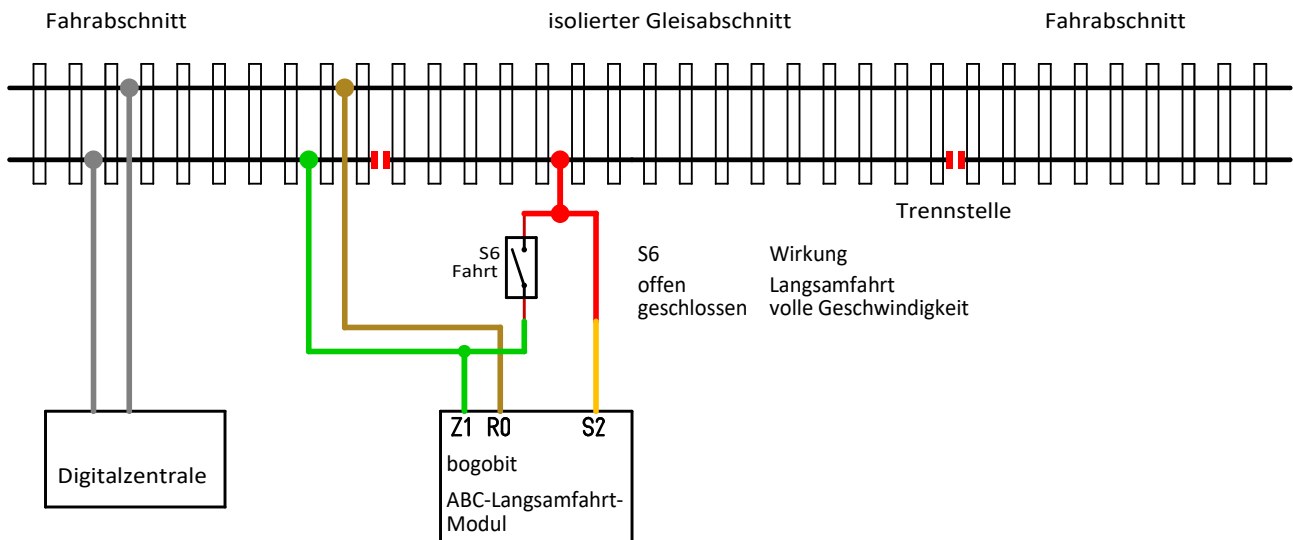 Fahrabschnitt isolierter Gleisabschnitt Fahrabschnitt
Trennstelle
S6
Fahrt
S6 Wirkung
offen Langsamfahrt
geschlossen volle Geschwindigkeit
Z1 R0 S2
Digitalzentrale
bogobit
ABC-Langsamfahrt-
Modul